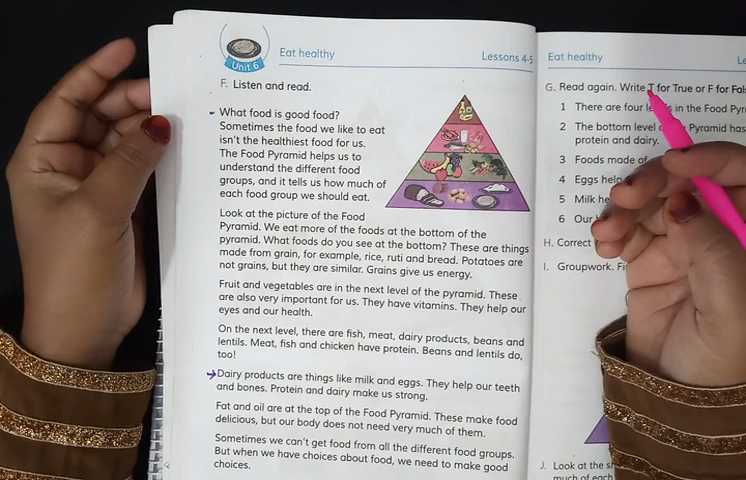 Unit 6
Eat healthy
Lessons 4-5
F. Listen and read.
What food is good food?
Sometimes the food we like to eat
isn't the healthiest food for us.
The Food Pyramid helps us to
understand the different food
groups, and it tells us how much of
each food group we should eat.
Look at the picture of the Food
Pyramid. We eat more of the foods at the bottom of the
pyramid. What foods do you see at the bottom? These are things
made from grain, for example, rice, ruti and bread. Potatoes are
not grains, but they are similar. Grains give us energy.
Fruit and vegetables are in the next level of the pyramid. These
are also very important for us. They have vitamins. They help our
eyes and our health.
On the next level, there are fish, meat, dairy products, beans and
lentils. Meat, fish and chicken have protein. Beans and lentils do,
too!
Dairy products are things like milk and eggs. They help our teeth
and bones. Protein and dairy make us strong.
Fat and oil are at the top of the Food Pyramid. These make food
delicious, but our body does not need very much of them.
Sometimes we can't get food from all the different food groups.
But when we have choices about food, we need to make good
choices.
Eat healthy
G. Read again. Write T for True or F for
1 There are four in the Food
2 The bottom level has
protein and dairy.
3 Foods made of
4 Eggs
5 Milk
6 Our
H. Correct
I. Groupwork.
J. Look at the
much of each